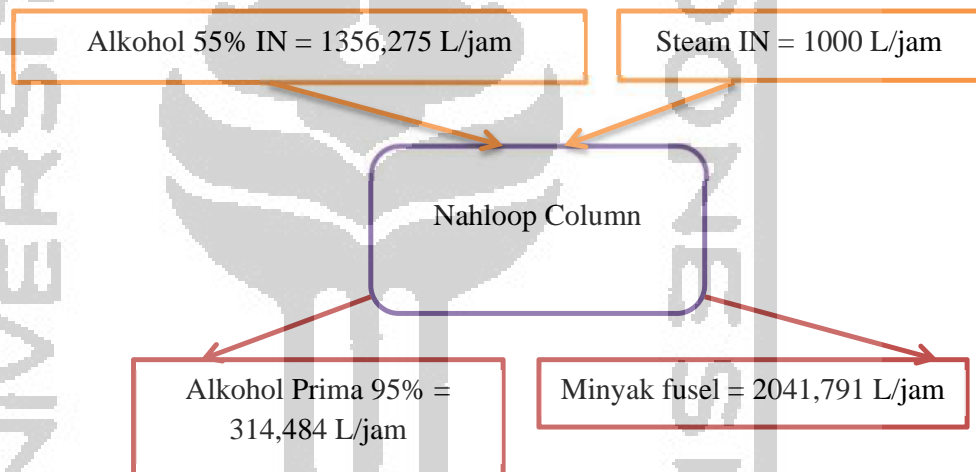 Alkohol 55% IN = 1356,275 L/jam
Steam IN = 1000 L/jam
Nahloop Column
Alkohol Prima 95% =
314,484 L/jam
Minyak fusel = 2041,791 L/jam